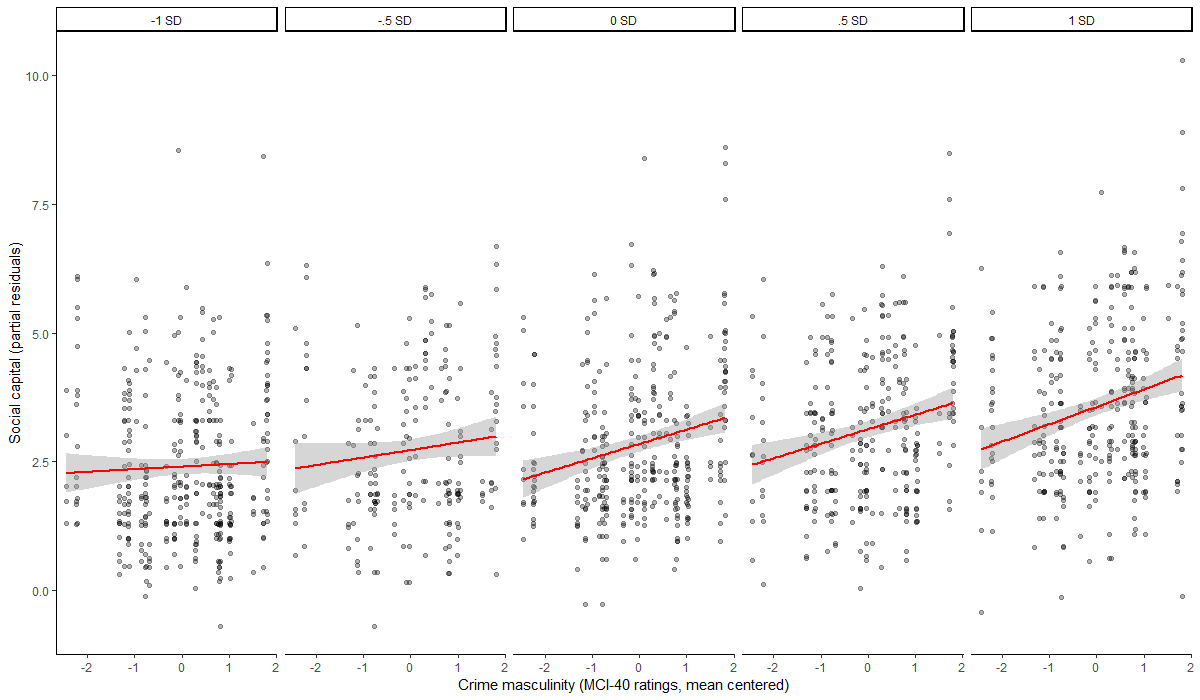 -1 SD
-.5 SD
0 SD
.5 SD
1 SD
Social capital (partial residuals)
10.0
7.5
5.0
2.5
0.0
-2 -1 0 1 2
-2 -1 0 1 2
-2 -1 0 1 2
-2 -1 0 1 2
-2 -1 0 1 2
Crime masculinity (MCI-40 ratings, mean centered)